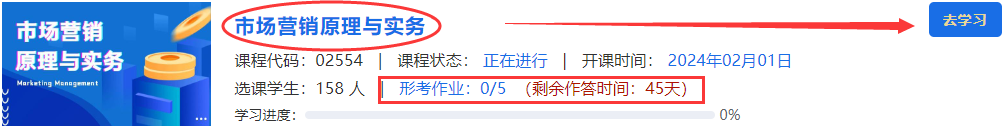 市场营销
原理与实务
Marketing Management
市场营销原理与实务
去学习
课程代码：02554 | 课程状态：正在进行 | 开课时间：2024年02月01日
选课学生：158 人 | 形考作业：0/5 （剩余作答时间：45天）
学习进度： 0%